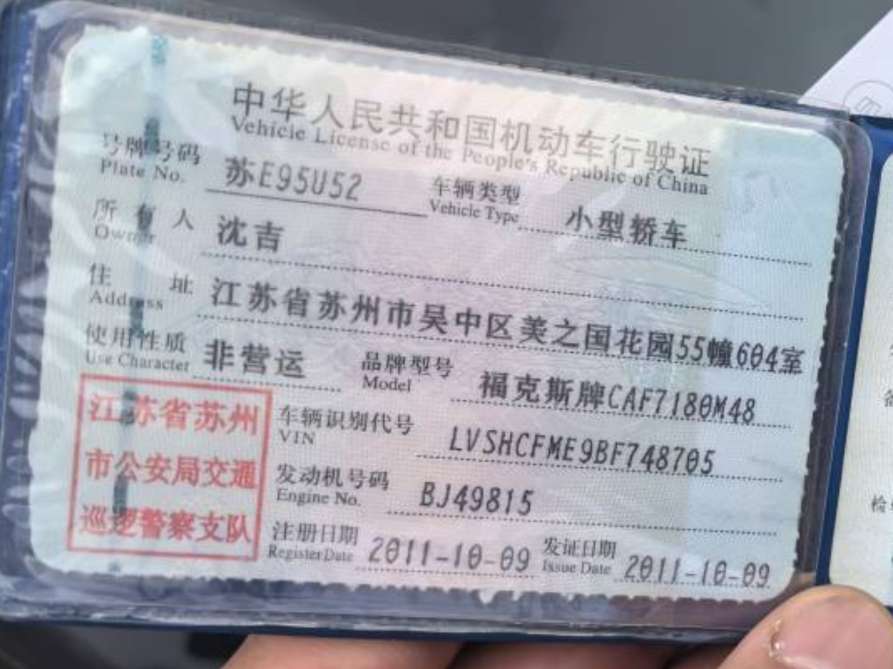 中华人民共和国机动车行驶证
Vehicle License of the People's Republic of China
号牌号码 苏E95U52 车辆类型 小型轿车
Plate No. Vehicle Type
所有人 沈吉
Owner
住址 江苏省苏州市吴中区美之国花园55幢604室
Address
使用性质 非营运 品牌型号 福克斯牌CAF7180M48
Use Character Model
江苏省苏州
市公安局交通
巡逻警察支队
车辆识别代号 LVSHCFME9BF748705
VIN
发动机号码 BJ49815
Engine No.
注册日期 2011-10-09 发证日期 2011-10-09
Register Date Issue Date